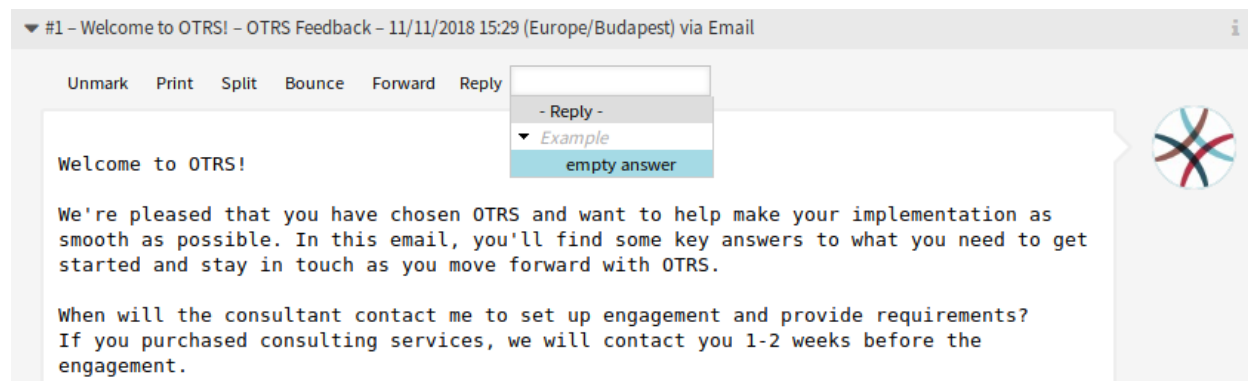 #1 – Welcome to OTRS! – OTRS Feedback – 11/11/2018 15:29 (Europe/Budapest) via Email
Unmark Print Split Bounce Forward Reply
- Reply -
Example
empty answer
Welcome to OTRS!
We're pleased that you have chosen OTRS and want to help make your implementation as
smooth as possible. In this email, you'll find some key answers to what you need to get
started and stay in touch as you move forward with OTRS.
When will the consultant contact me to set up engagement and provide requirements?
If you purchased consulting services, we will contact you 1-2 weeks before the
engagement.